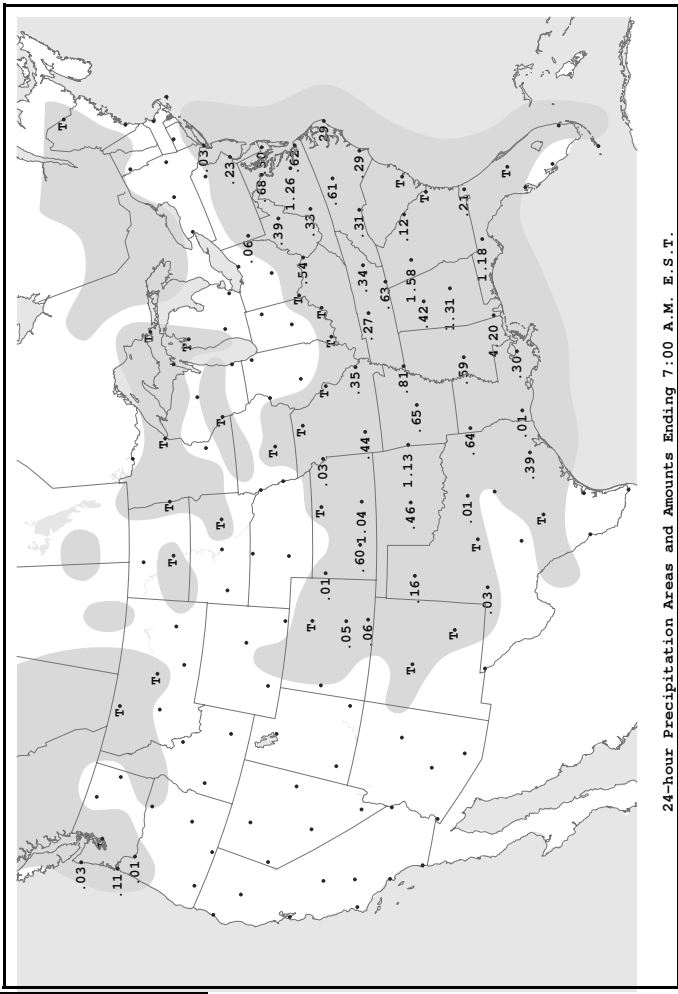 T
.03
T
.11
.01
T
T
T
T
T
T
.03
T
T
.23
.06
.50
.68
T
.39
1.26
.62
T
T
.54
.33
T
T
T
.03
.29
T
.01
T
.61
.05
.35
.29
.31
.60 1.04
.34
.44
.27
.06
.63
T
.12
.81
1.13
.46
T
1.58
.16
.65
T
.42
1.31
T
.59
.21
.01
.64
T
1.18
.03
4.20
T
.30
.01
.39
T
24-hour Precipitation Areas and Amounts Ending 7:00 A.M. E.S.T.